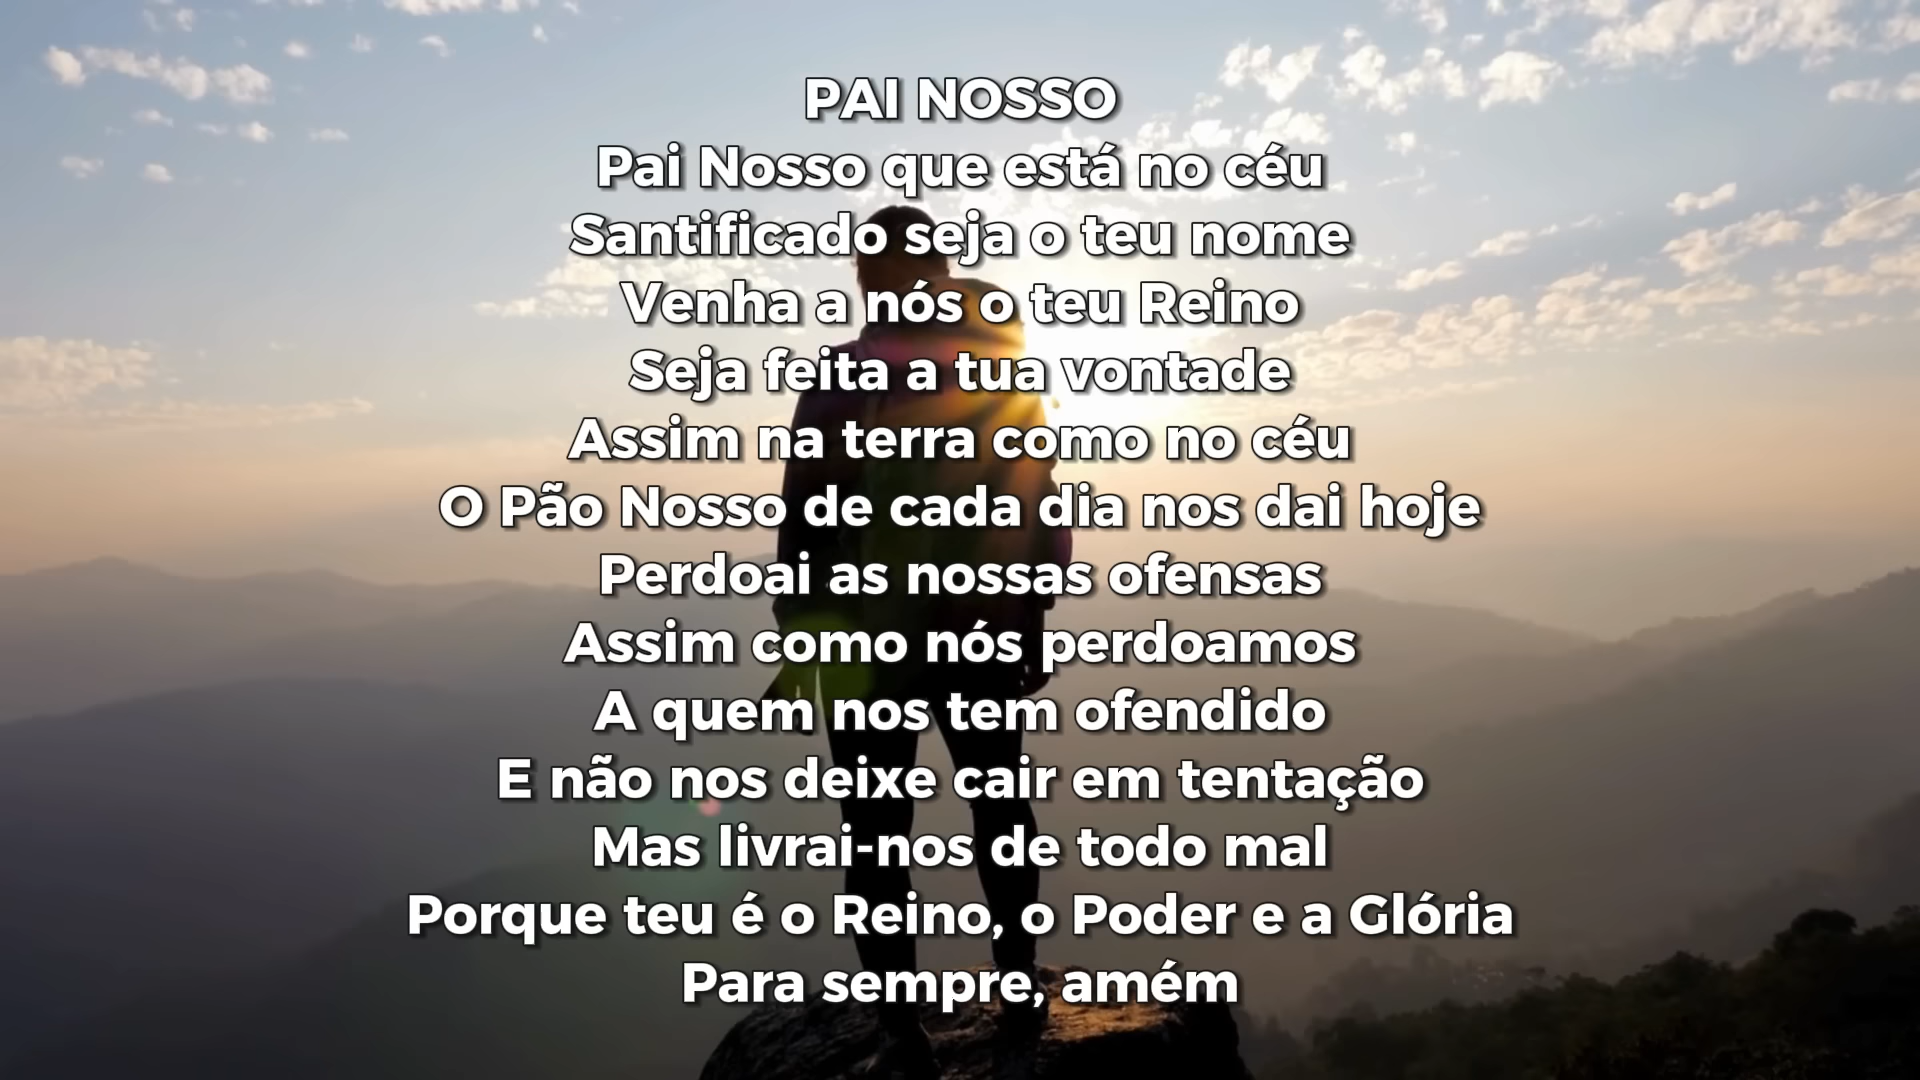 PAI NOSSO
Pai Nosso que está no céu
Santificado seja o teu nome
Venha a nós o teu Reino
Seja feita a tua vontade
Assim na terra como no céu
O Pão Nosso de cada dia nos dai hoje
Perdoai as nossas ofensas
Assim como nós perdoamos
A quem nos tem ofendido
E não nos deixe cair em tentação
Mas livrai-nos de todo mal
Porque teu é o Reino, o Poder e a Glória
Para sempre, amém